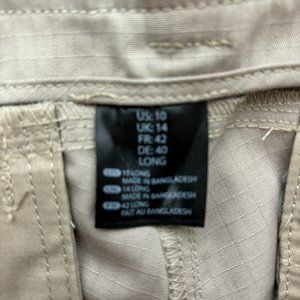 US: 10
UK: 14
FR: 42
DE: 40
LONG
10 LONG
MADE IN BANGLADESH
14 LONG
MADE IN BANGLADESH
42 LONG
FAIT AU BANGLADESH